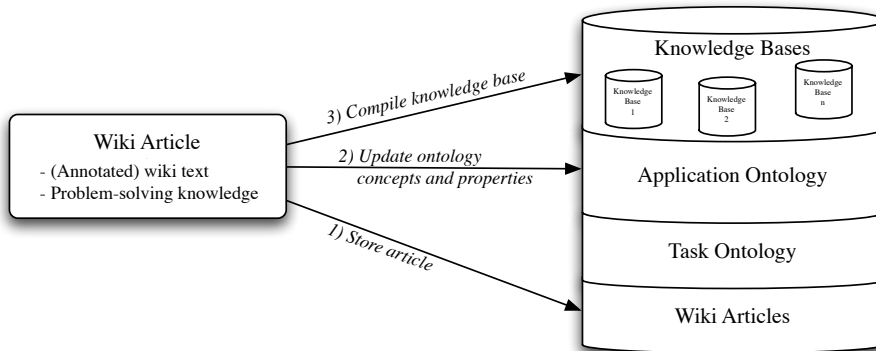 Wiki Article
- (Annotated) wiki text
- Problem-solving knowledge
3) Compile knowledge base
2) Update ontology
concepts and properties
1) Store article
Knowledge Bases
Knowledge
Base
1
Knowledge
Base
2
Knowledge
Base
n
Application Ontology
Task Ontology
Wiki Articles